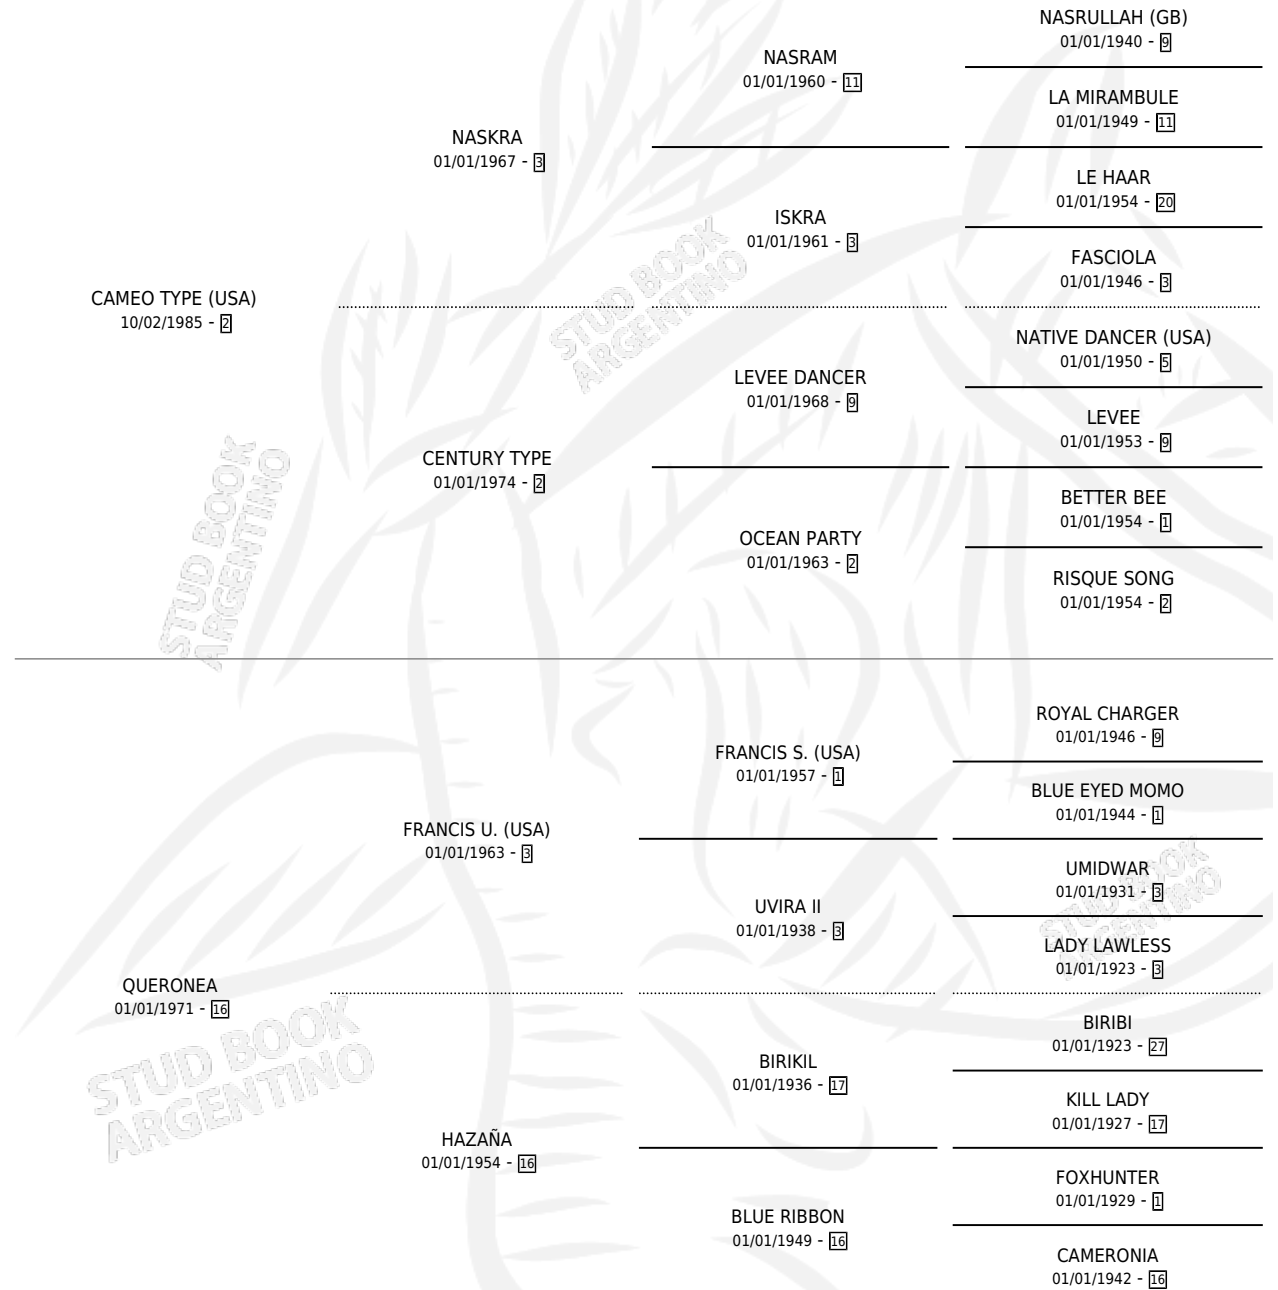 NASRULLAH (GB)
01/01/1940 - 9
NASRAM
01/01/1960 - 11
LA MIRAMBULE
01/01/1949 - 11
NASKRA
01/01/1967 - 3
LE HAAR
01/01/1954 - 20
ISKRA
01/01/1961 - 3
FASCIOLA
01/01/1946 - 3
CAMEO TYPE (USA)
10/02/1985 - 2
NATIVE DANCER (USA)
01/01/1950 - 5
LEVEE DANCER
01/01/1968 - 9
LEVEE
01/01/1953 - 9
CENTURY TYPE
01/01/1974 - 2
BETTER BEE
01/01/1954 - 1
OCEAN PARTY
01/01/1963 - 2
RISQUE SONG
01/01/1954 - 2
STUD BOOK
ARGENTINO
STUD BOOK
ARGENTINO
ROYAL CHARGER
01/01/1946 - 9
FRANCIS S. (USA)
01/01/1957 - 1
BLUE EYED MOMO
01/01/1944 - 1
FRANCIS U. (USA)
01/01/1963 - 3
UMIDWAR
01/01/1931 - 3
UVIRA II
01/01/1938 - 3
LADY LAWLESS
01/01/1923 - 3
QUERONEA
01/01/1971 - 16
BIRIBI
01/01/1923 - 27
BIRIKIL
01/01/1936 - 17
KILL LADY
01/01/1927 - 17
HAZAÑA
01/01/1954 - 16
FOXHUNTER
01/01/1929 - 1
BLUE RIBBON
01/01/1949 - 16
CAMERONIA
01/01/1942 - 16
STUD BOOK
ARGENTINO
STUD BOOK
ARGENTINO